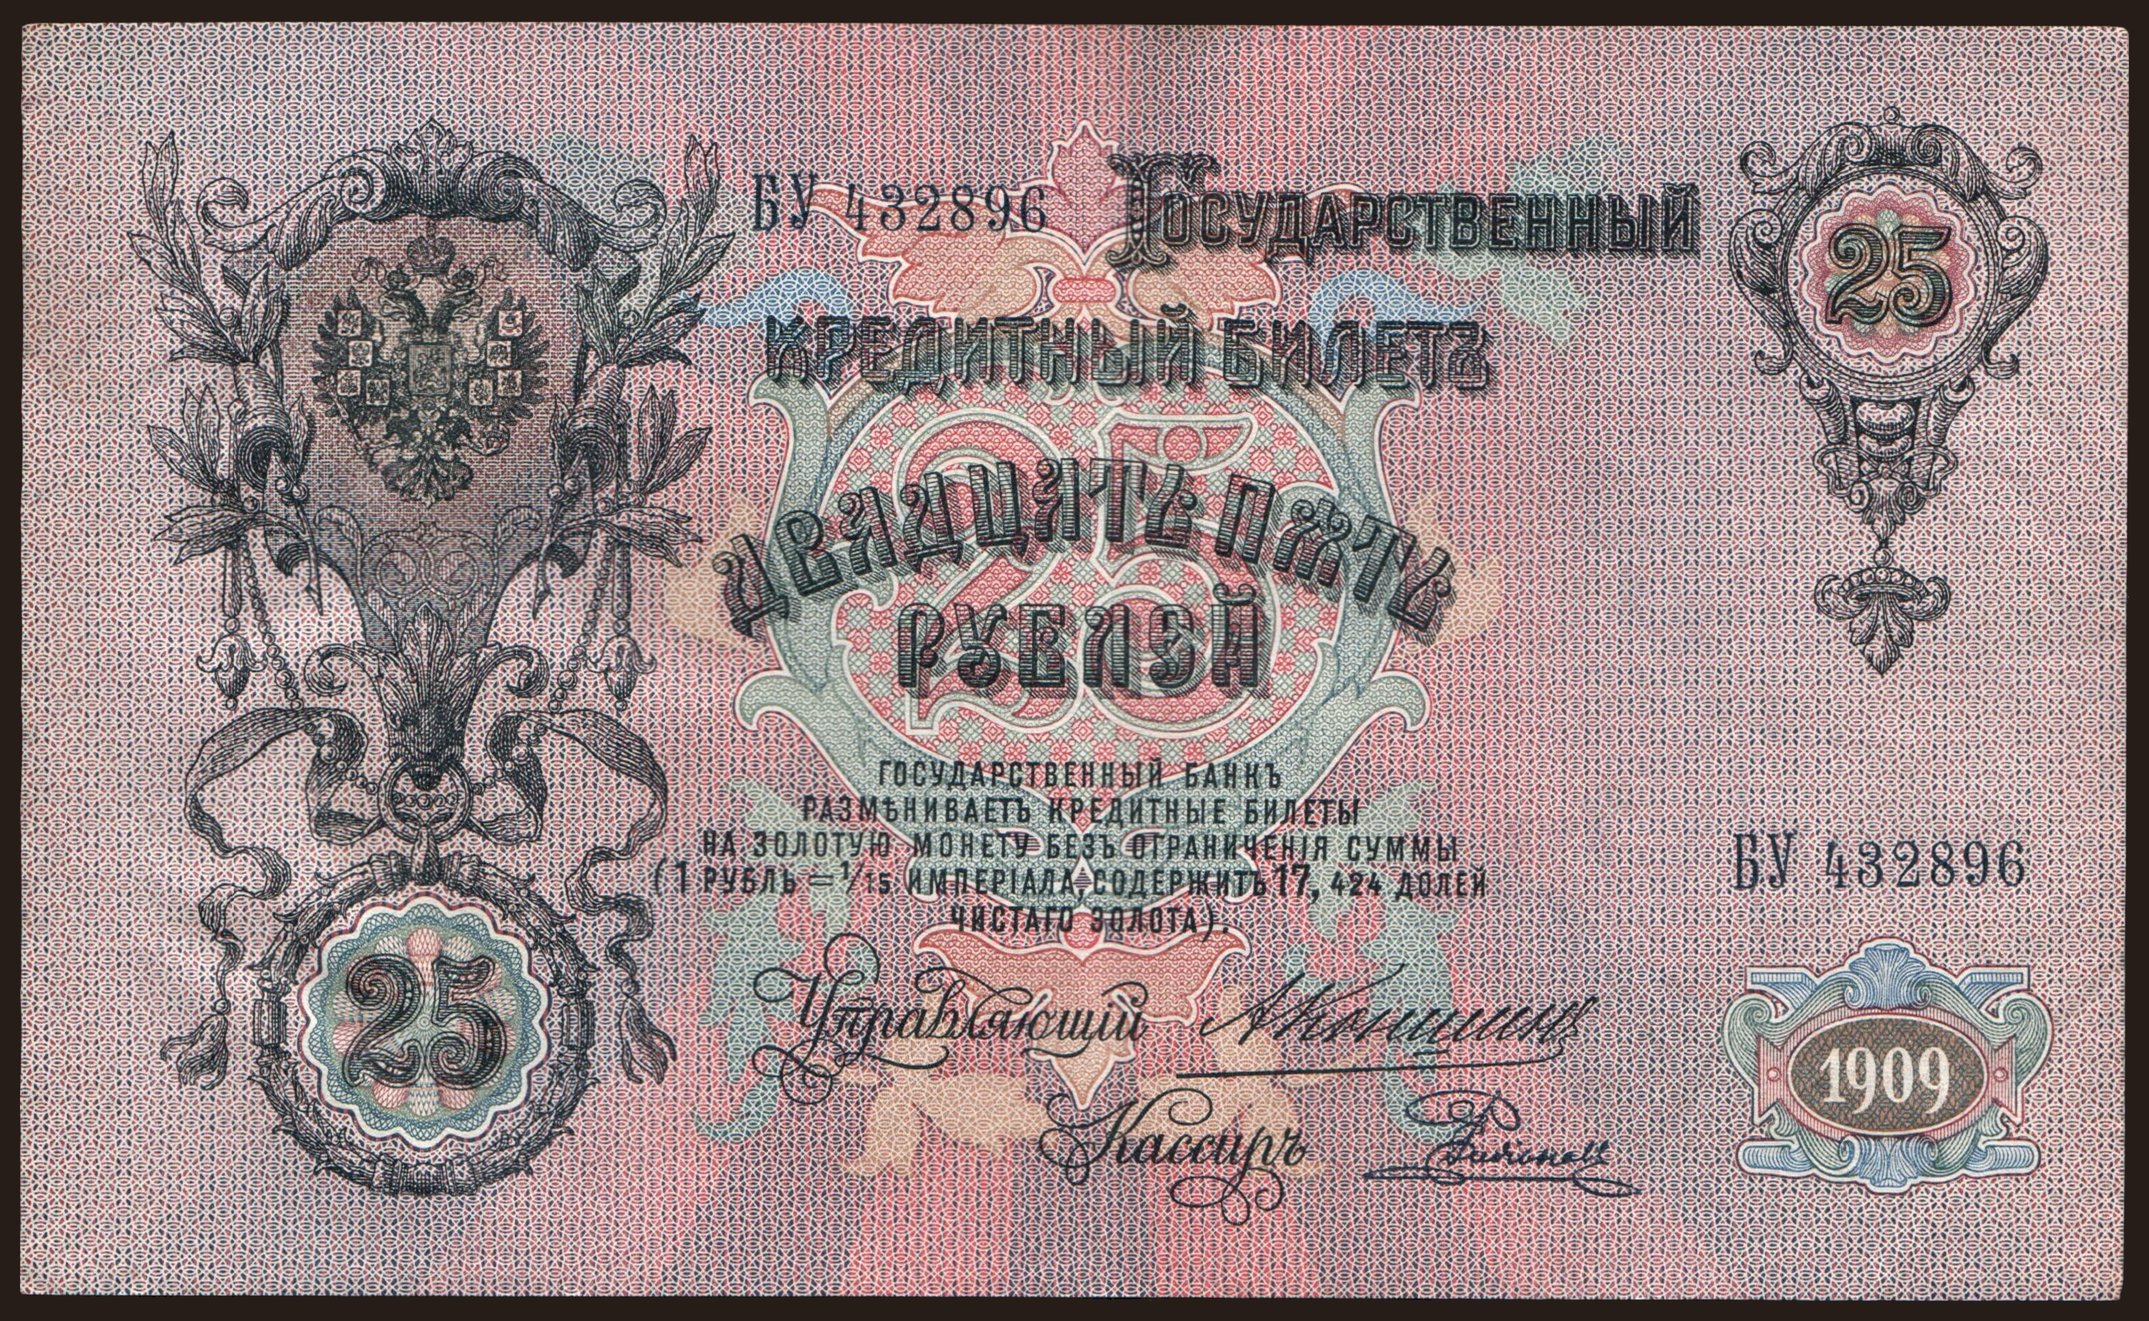 БУ 432896
ГОСУДАРСТВЕННЫЙ
25
КРЕДИТНЫЙ БИЛЕТЪ
25
ДВАДЦАТЬ ПЯТЬ
РУБЛЕЙ
ГОСУДАРСТВЕННЫЙ БАНКЪ
РАЗМѢНИВАЕТЪ КРЕДИТНЫЕ БИЛЕТЫ
НА ЗОЛОТУЮ МОНЕТУ БЕЗЪ ОГРАНИЧЕНІЯ СУММЫ
(1 РУБЛЬ = 1/15 ИМПЕРІАЛА, СОДЕРЖИТЪ 17, 424 ДОЛЕЙ
ЧИСТАГО ЗОЛОТА).
БУ 432896
25
Управляющій
Кассиръ
1909